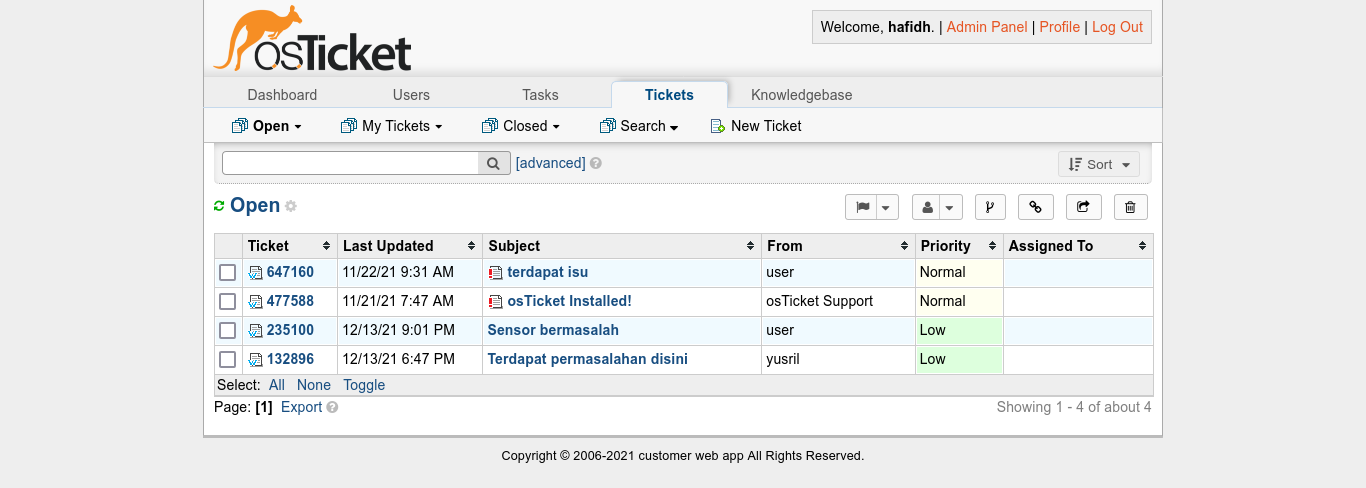 osTicket
Welcome, hafidh. | Admin Panel | Profile | Log Out
Dashboard Users Tasks Tickets Knowledgebase
Open My Tickets Closed Search New Ticket
[advanced] ? Sort
Open
Ticket Last Updated Subject From Priority Assigned To
647160 11/22/21 9:31 AM terdapat isu user Normal
477588 11/21/21 7:47 AM osTicket Installed! osTicket Support Normal
235100 12/13/21 9:01 PM Sensor bermasalah user Low
132896 12/13/21 6:47 PM Terdapat permasalahan disini yusril Low
Select: All None Toggle
Page: [1] Export ? Showing 1 - 4 of about 4
Copyright © 2006-2021 customer web app All Rights Reserved.